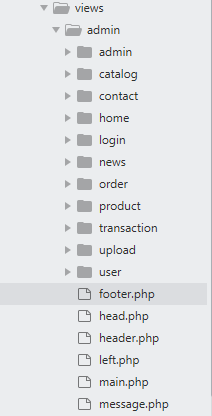 views
admin
admin
catalog
contact
home
login
news
order
product
transaction
upload
user
footer.php
head.php
header.php
left.php
main.php
message.php